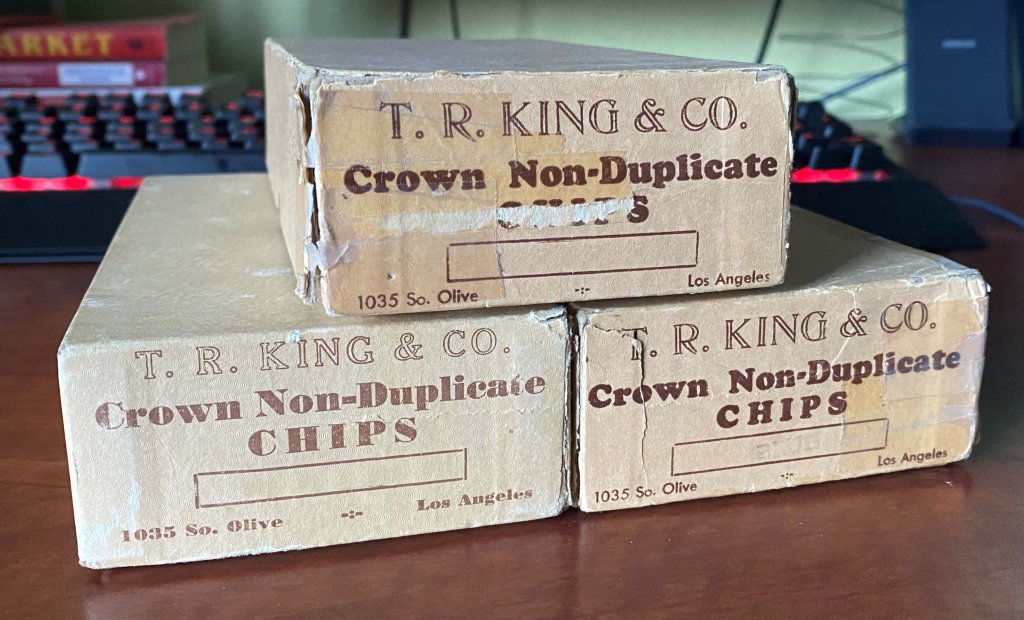 ARKET
T. R. KING & CO.
Crown Non-Duplicate
CHIPS
1035 So. Olive -:- Los Angeles
T. R. KING & CO.
Crown Non-Duplicate
CHIPS
1035 So. Olive -:- Los Angeles
T. R. KING & CO.
Crown Non-Duplicate
CHIPS
1035 So. Olive -:- Los Angeles